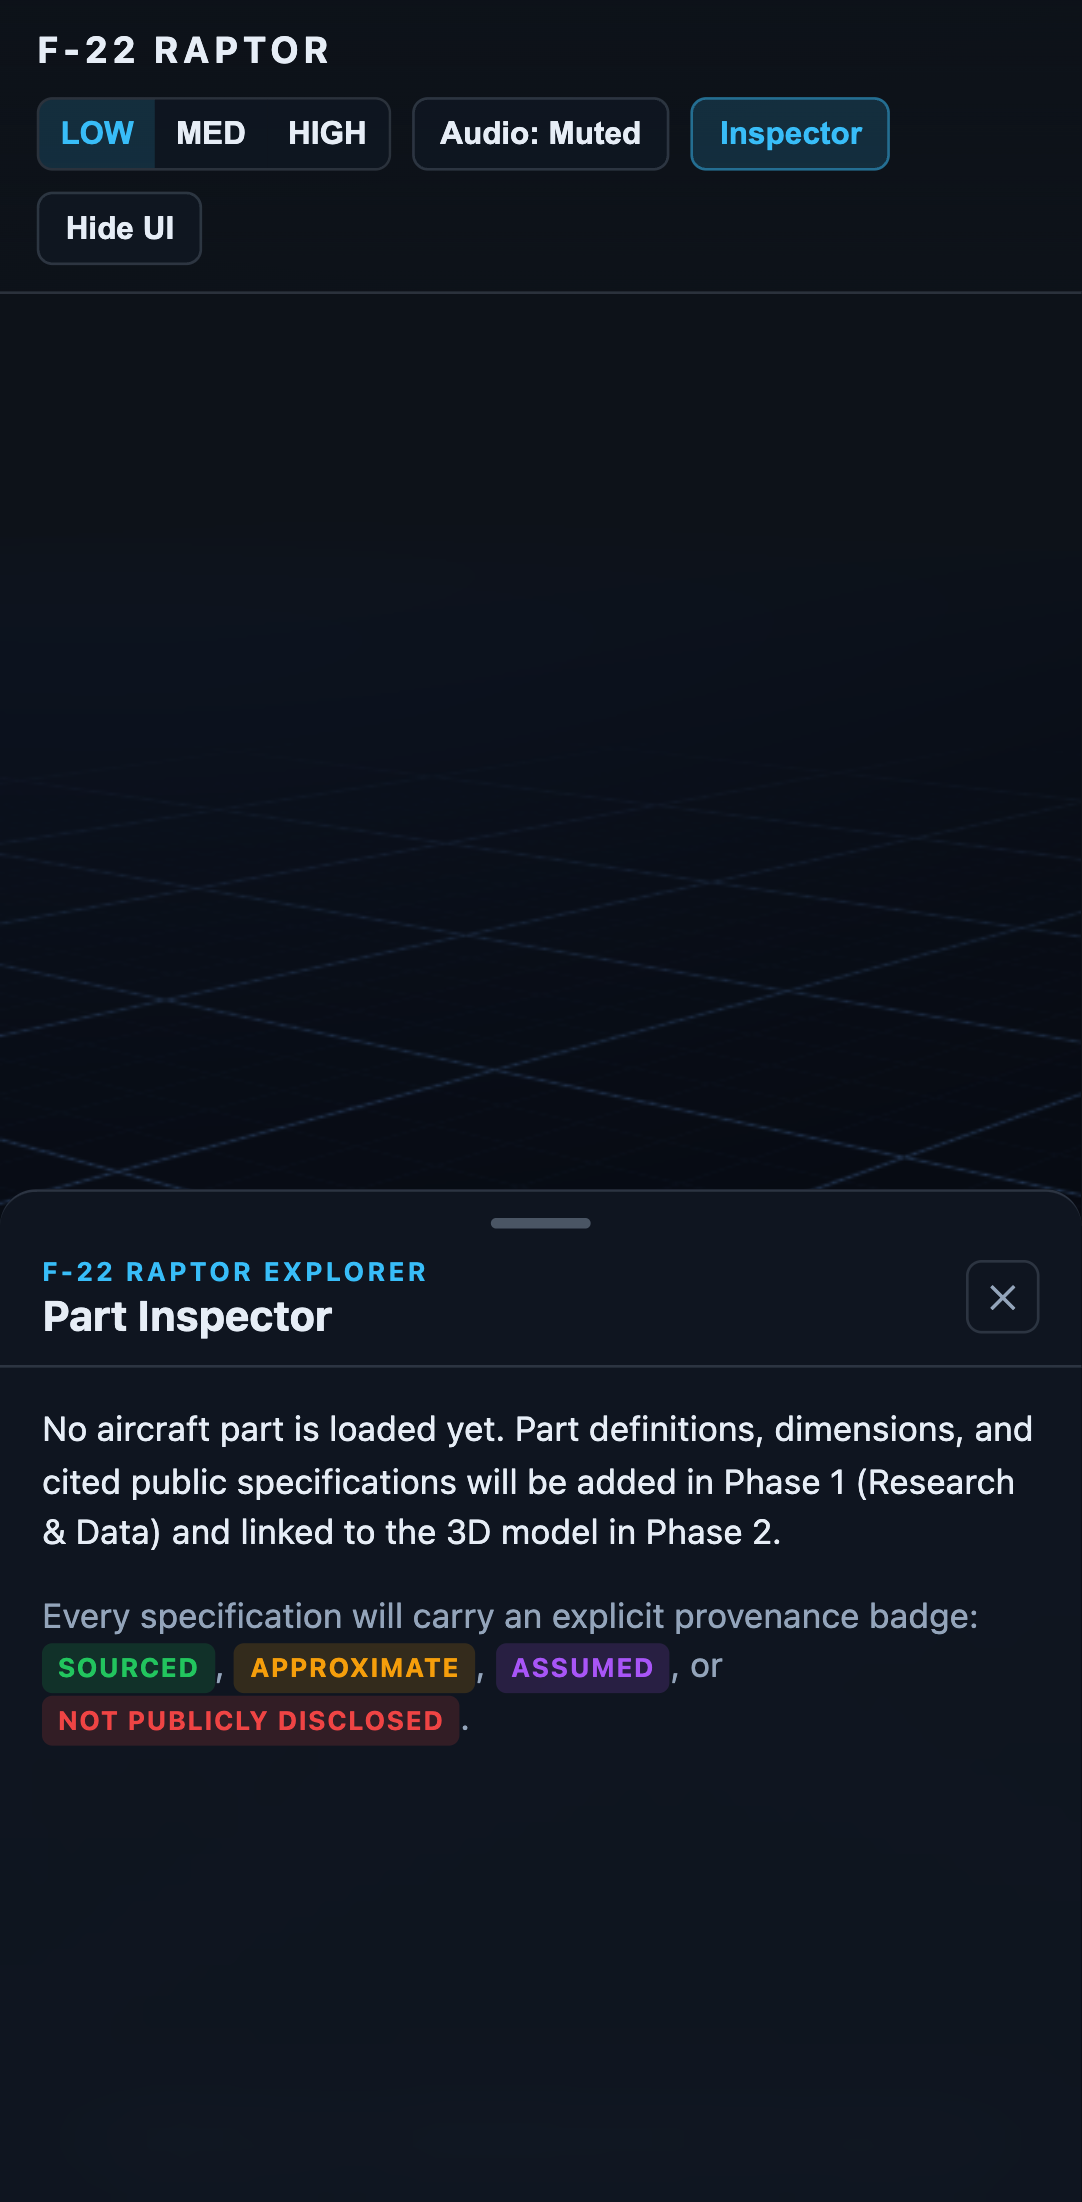 F-22 RAPTOR
LOW MED HIGH Audio: Muted Inspector
Hide UI
F-22 RAPTOR EXPLORER
Part Inspector
No aircraft part is loaded yet. Part definitions, dimensions, and
cited public specifications will be added in Phase 1 (Research
& Data) and linked to the 3D model in Phase 2.
Every specification will carry an explicit provenance badge:
SOURCED, APPROXIMATE, ASSUMED, or
NOT PUBLICLY DISCLOSED.